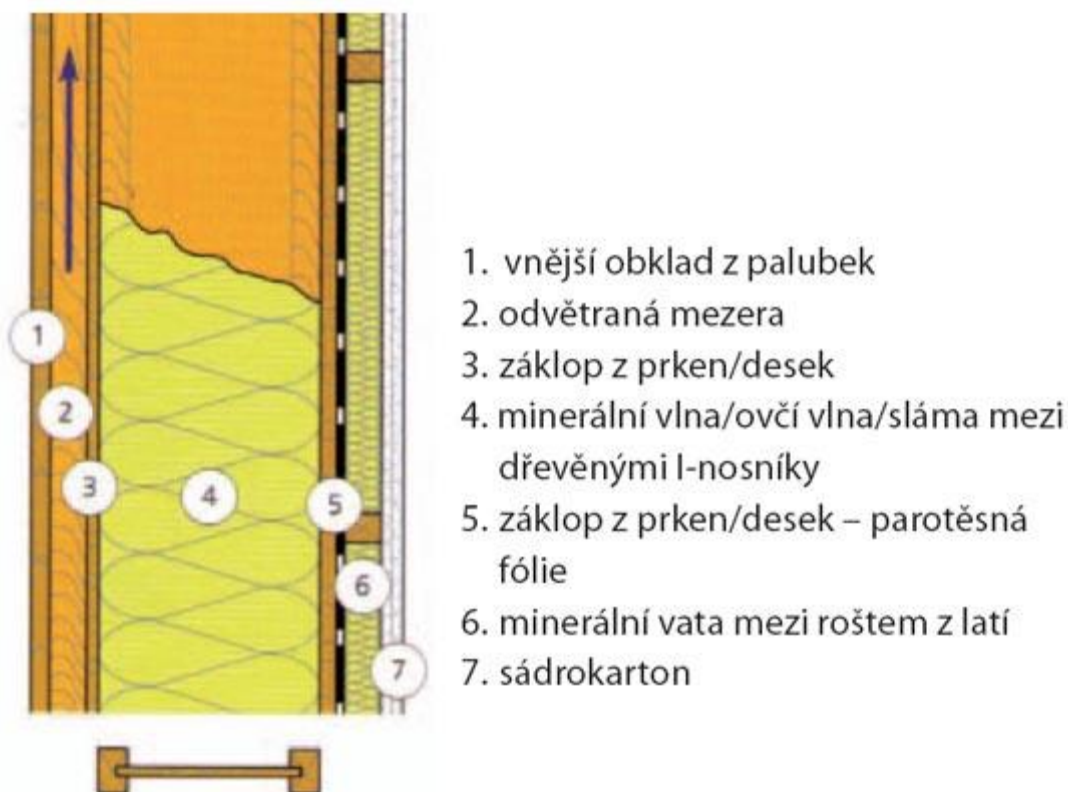 1. vnější obklad z palubek
2. odvětraná mezera
3. záklop z prken/desek
4. minerální vlna/ovčí vlna/sláma mezi
dřevěnými I-nosníky
5. záklop z prken/desek – parotěsná
fólie
6. minerální vata mezi roštem z latí
7. sádrokarton
1
2
3
4
5
6
7